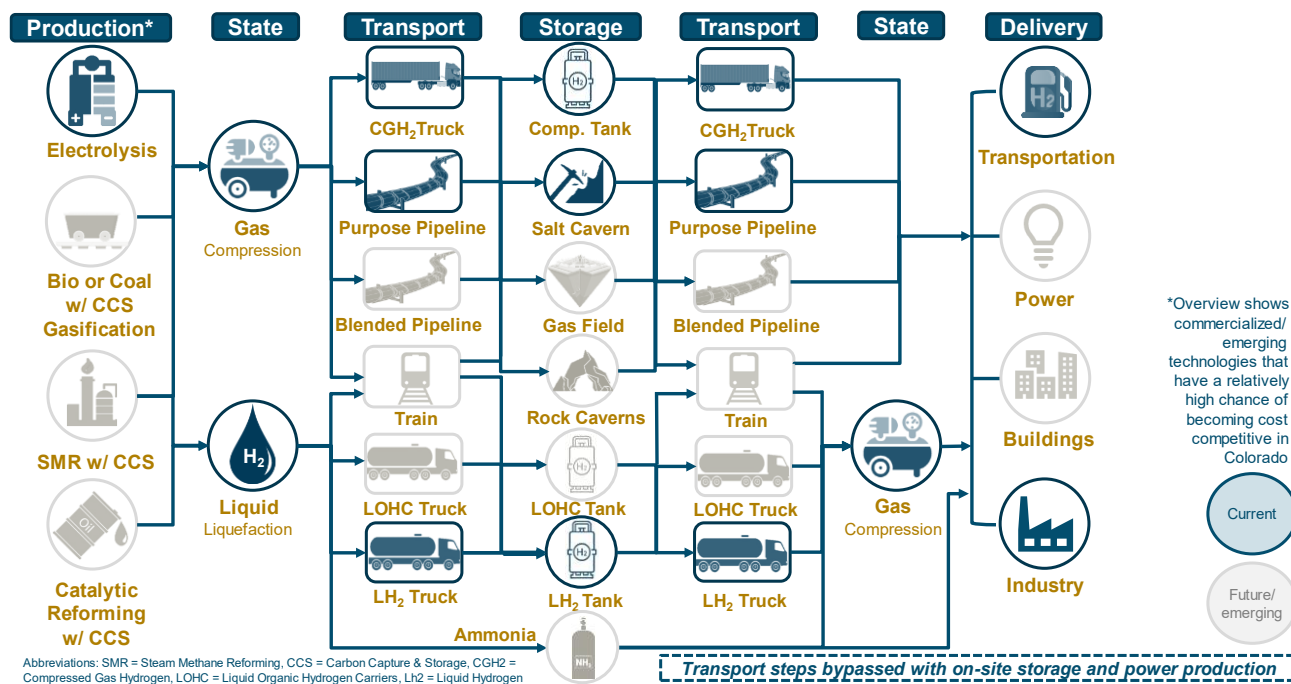 Production*
State
Transport
Storage
Transport
State
Delivery
Electrolysis
Bio or Coal
w/ CCS
Gasification
SMR w/ CCS
Oil
Catalytic
Reforming
w/ CCS
Gas
Compression
H2
Liquid
Liquefaction
CGH2Truck
Purpose Pipeline
Blended Pipeline
Train
LOHC Truck
LH2 Truck
Ammonia
H2
Comp. Tank
Salt Cavern
Gas Field
Rock Caverns
H2
LOHC Tank
H2
LH2 Tank
NH3
CGH2Truck
Purpose Pipeline
Blended Pipeline
Train
LOHC Truck
LH2 Truck
Gas
Compression
H2
Transportation
Power
Buildings
Industry
*Overview shows
commercialized/
emerging
technologies that
have a relatively
high chance of
becoming cost
competitive in
Colorado
Current
Future/
emerging
Abbreviations: SMR = Steam Methane Reforming, CCS = Carbon Capture & Storage, CGH2 =
Compressed Gas Hydrogen, LOHC = Liquid Organic Hydrogen Carriers, Lh2 = Liquid Hydrogen
Transport steps bypassed with on-site storage and power production